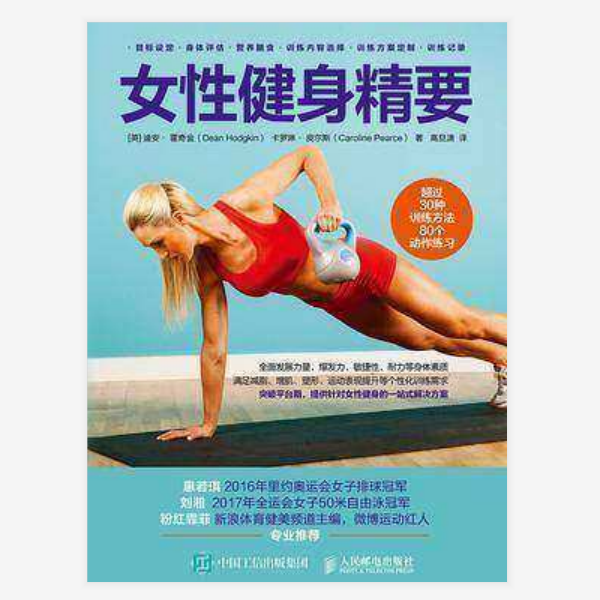 ·目标设定·身体评估·营养膳食·训练内容选择·训练方案定制·训练记录
女性健身精要
[英]迪安·霍奇金（Dean Hodgkin） 卡罗琳·皮尔斯（Caroline Pearce）著 高旦潇 译
超过
30种
训练方法
80个
动作练习
全面发展力量、爆发力、敏捷性、耐力等身体素质
满足减脂、增肌、塑形、运动表现提升等个性化训练需求
突破平台期，提供针对女性健身的一站式解决方案
惠若琪 2016年里约奥运会女子排球冠军
刘湘 2017年全运会女子50米自由泳冠军
粉红靠菲 新浪体育健美频道主编，微博运动红人
专业推荐
中国工信出版集团
人民邮电出版社
POSTS & TELECOM PRESS